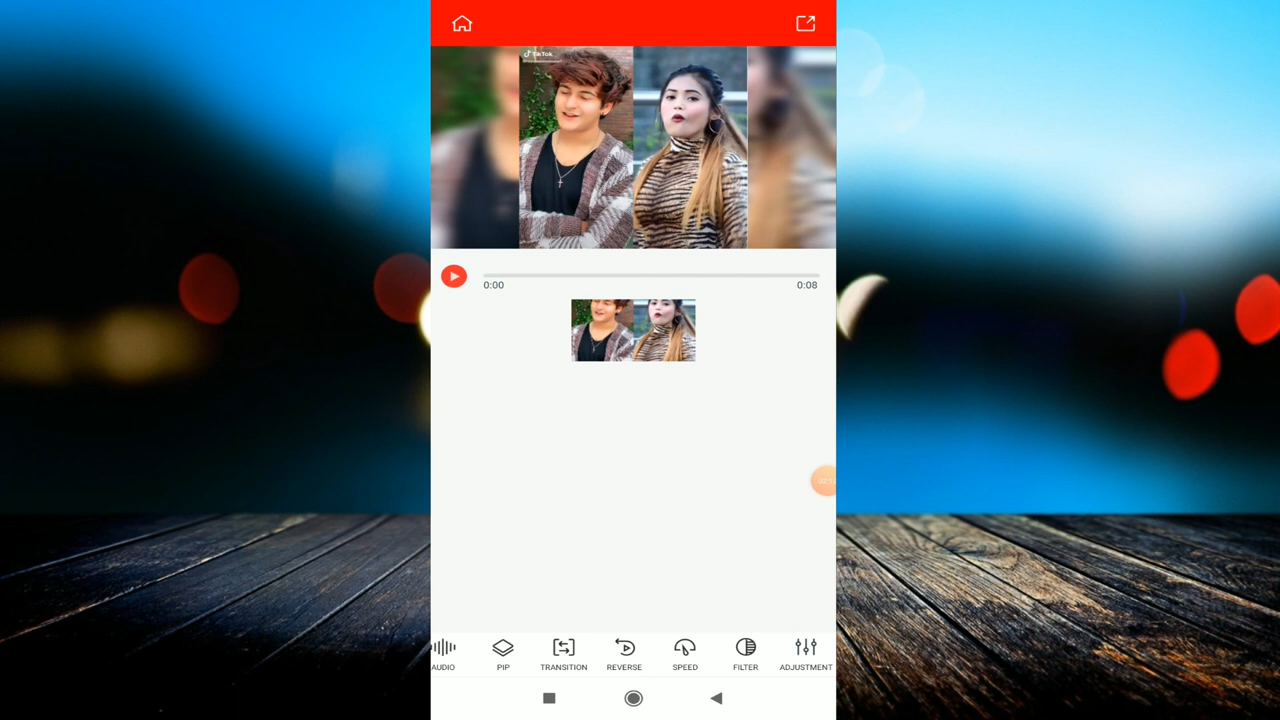 TikTok
0:00
0:08
AUDIO
PIP
TRANSITION
REVERSE
SPEED
FILTER
ADJUSTMENT